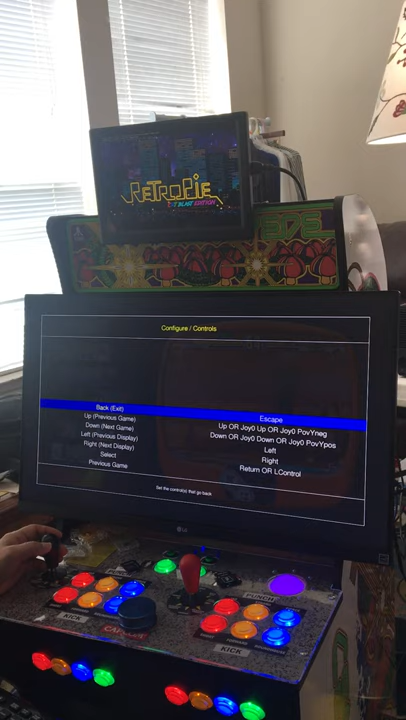 RETROPIE
BLAST EDITION
Configure / Controls
Back (Exit) Escape
Up (Previous Game) Up OR Joy0 Up OR Joy0 PovYneg
Down (Next Game) Down OR Joy0 Down OR Joy0 PovYpos
Left (Previous Display) Left
Right (Next Display) Right
Select Return OR LControl
Previous Game
Set the control(s) that go back
LG
PUNCH
KICK
KICK